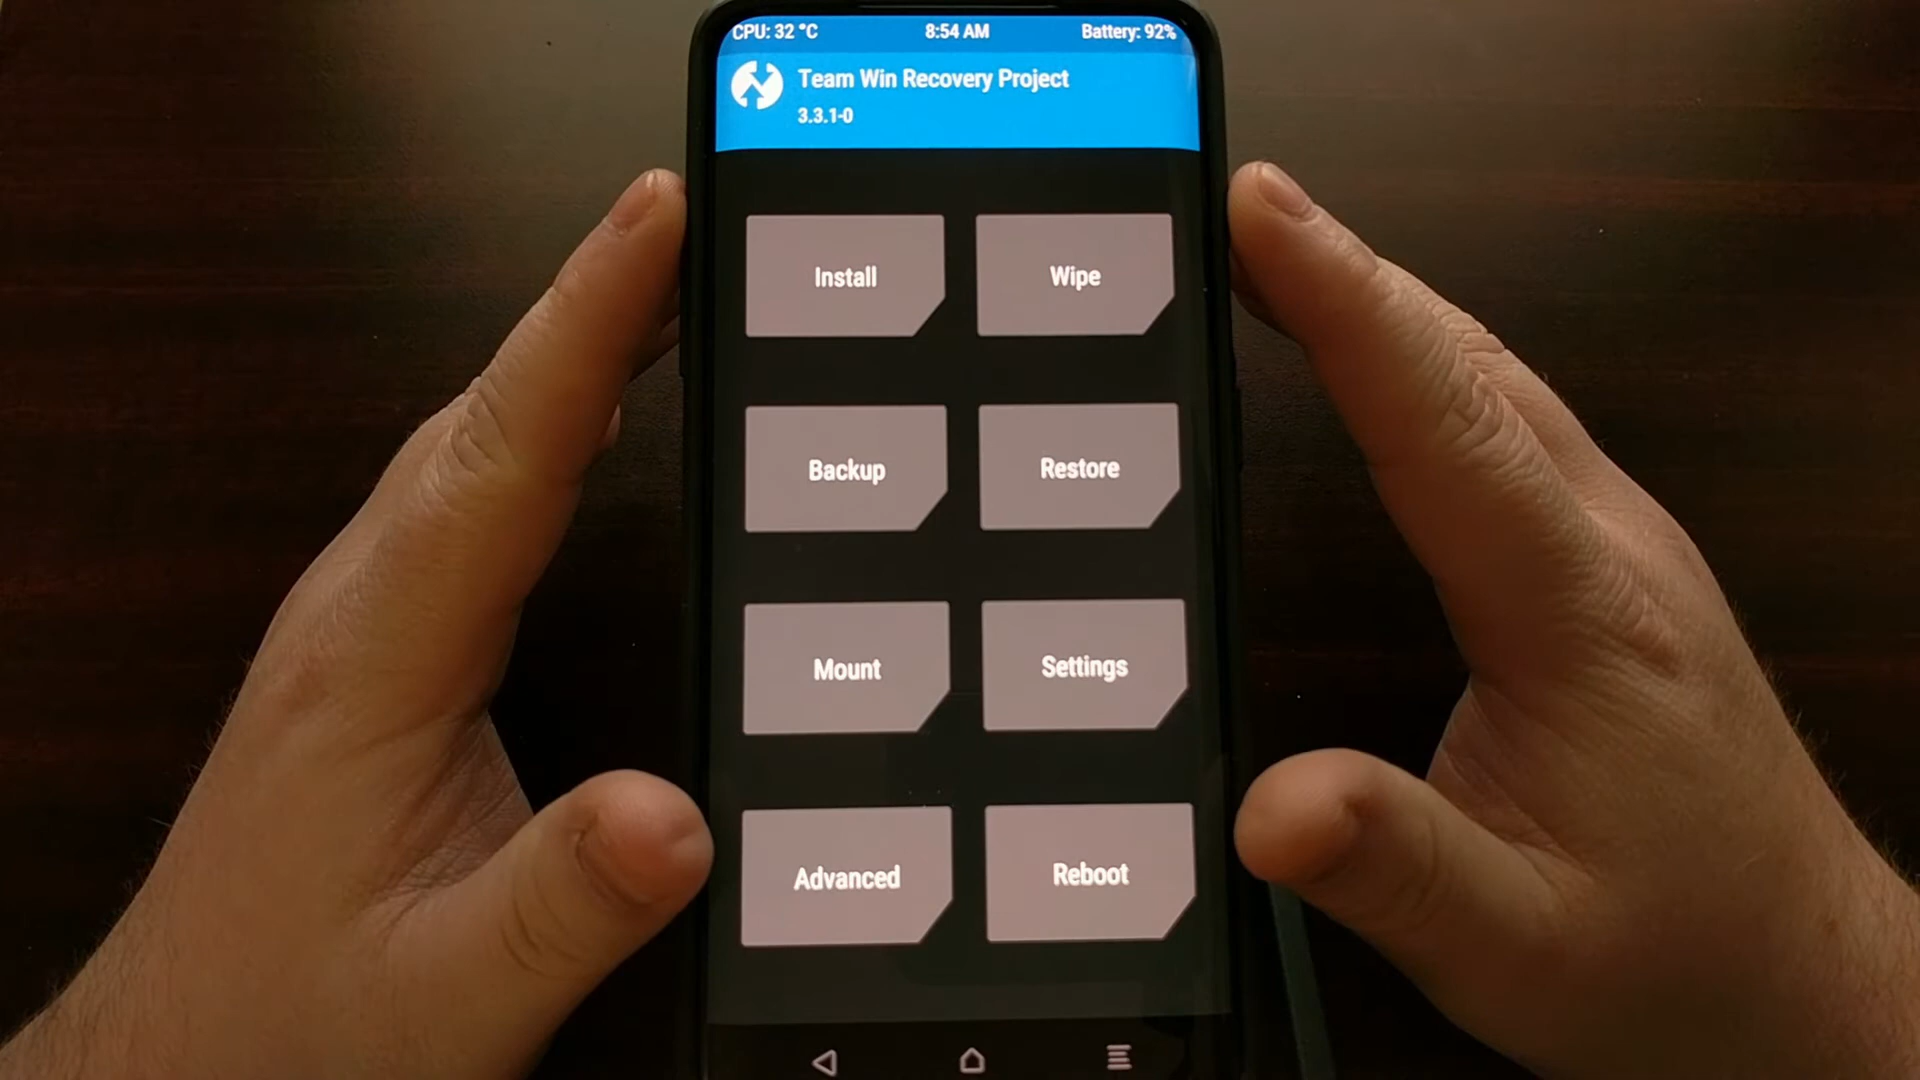 CPU: 32 °C 8:54 AM Battery: 92%
Team Win Recovery Project
3.3.1-0
Install Wipe
Backup Restore
Mount Settings
Advanced Reboot